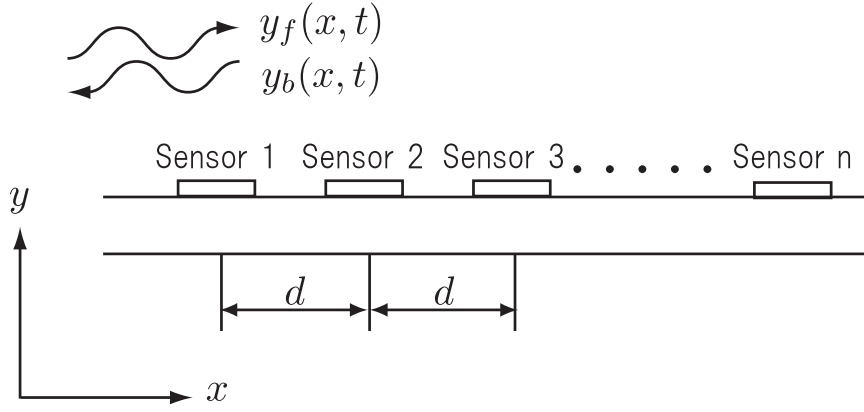 y_f(x, t)
y_b(x, t)
Sensor 1 Sensor 2 Sensor 3 . . . . . Sensor n
y
d d
x